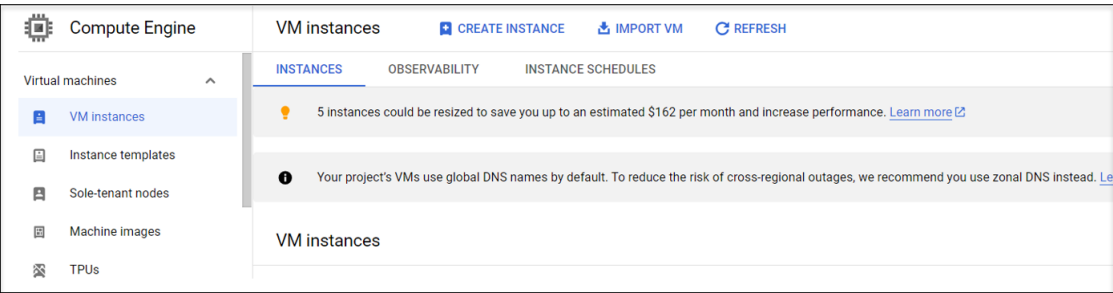 Compute Engine
VM instances
CREATE INSTANCE
IMPORT VM
REFRESH
Virtual machines
VM instances
Instance templates
Sole-tenant nodes
Machine images
TPUs
INSTANCES
OBSERVABILITY
INSTANCE SCHEDULES
5 instances could be resized to save you up to an estimated $162 per month and increase performance. Learn more
Your project's VMs use global DNS names by default. To reduce the risk of cross-regional outages, we recommend you use zonal DNS instead. Le
VM instances